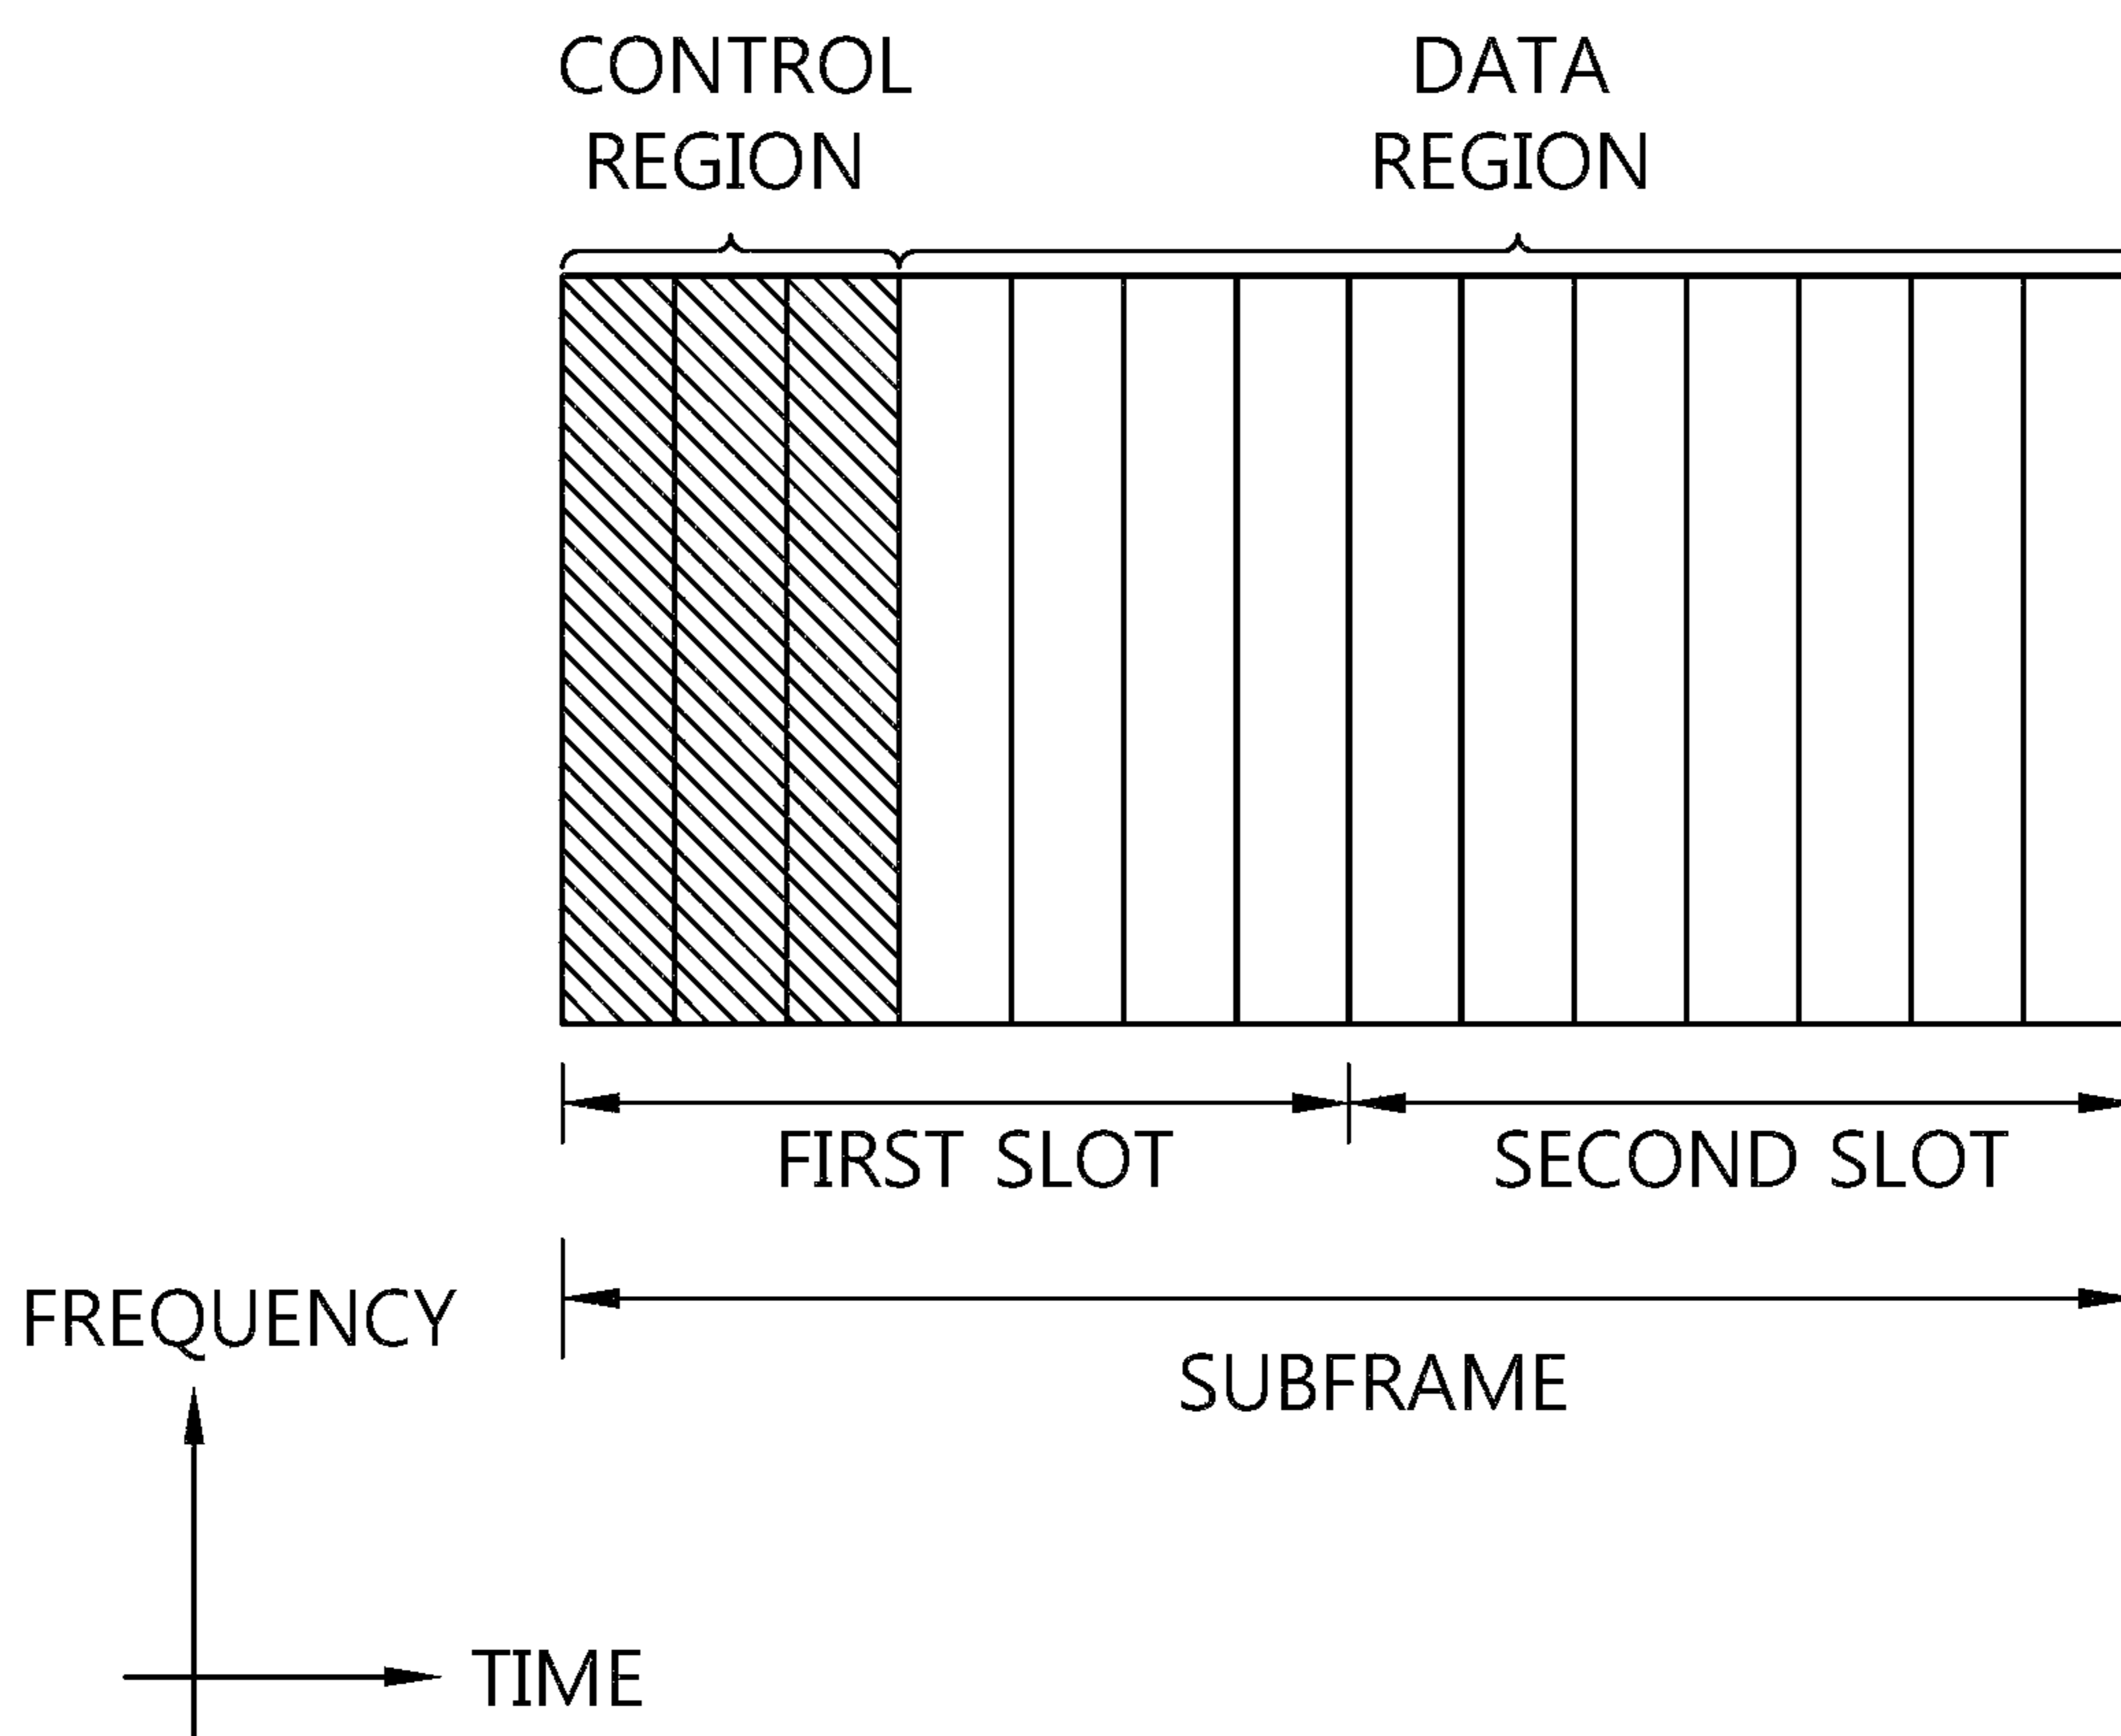 CONTROL
REGION
DATA
REGION
FIRST SLOT
SECOND SLOT
FREQUENCY
SUBFRAME
TIME